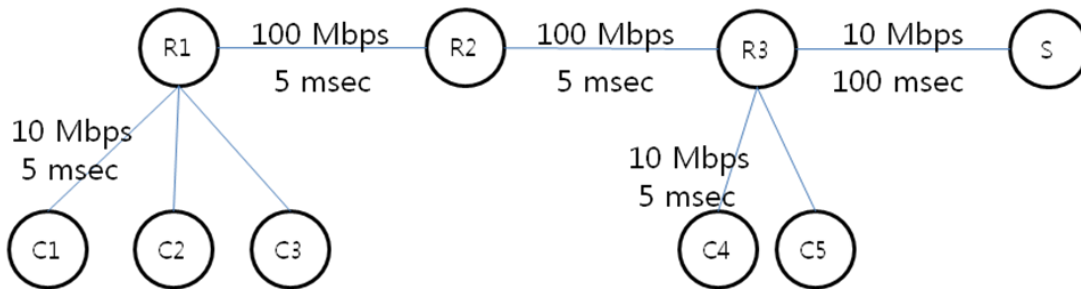 R1
100 Mbps
5 msec
R2
100 Mbps
5 msec
R3
10 Mbps
100 msec
S
10 Mbps
5 msec
10 Mbps
5 msec
C1
C2
C3
C4
C5